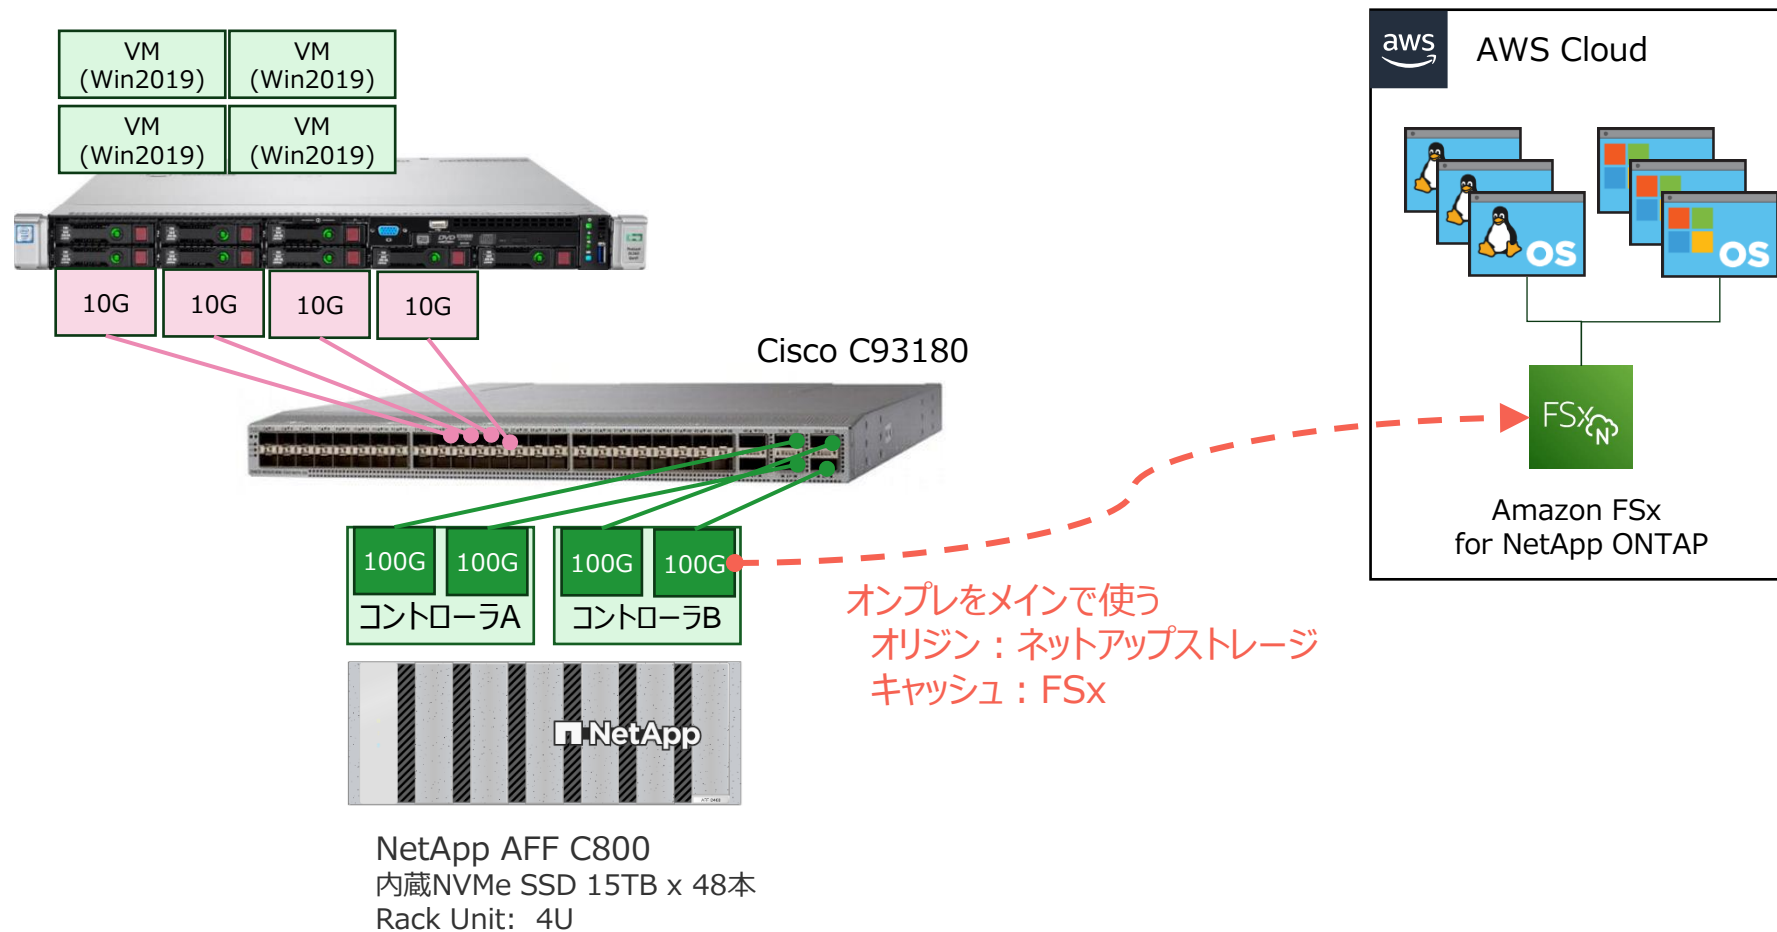 VM
(Win2019)
VM
(Win2019)
VM
(Win2019)
VM
(Win2019)
10G
10G
10G
10G
Cisco C93180
100G
100G
コントローラA
100G
100G
コントローラB
NetApp
NetApp AFF C800
内蔵NVMe SSD 15TB x 48本
Rack Unit: 4U
オンプレをメインで使う
オリジン：ネットアップストレージ
キャッシュ：FSx
aws
AWS Cloud
OS
OS
FSx
N
Amazon FSx
for NetApp ONTAP